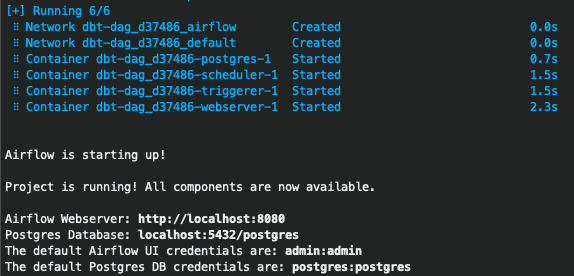 [+] Running 6/6
⠿ Network dbt-dag_d37486_airflow Created 0.0s
⠿ Network dbt-dag_d37486_default Created 0.0s
⠿ Container dbt-dag_d37486-postgres-1 Started 0.7s
⠿ Container dbt-dag_d37486-scheduler-1 Started 1.5s
⠿ Container dbt-dag_d37486-triggerer-1 Started 1.5s
⠿ Container dbt-dag_d37486-webserver-1 Started 2.3s
Airflow is starting up!
Project is running! All components are now available.
Airflow Webserver: http://localhost:8080
Postgres Database: localhost:5432/postgres
The default Airflow UI credentials are: admin:admin
The default Postgres DB credentials are: postgres:postgres